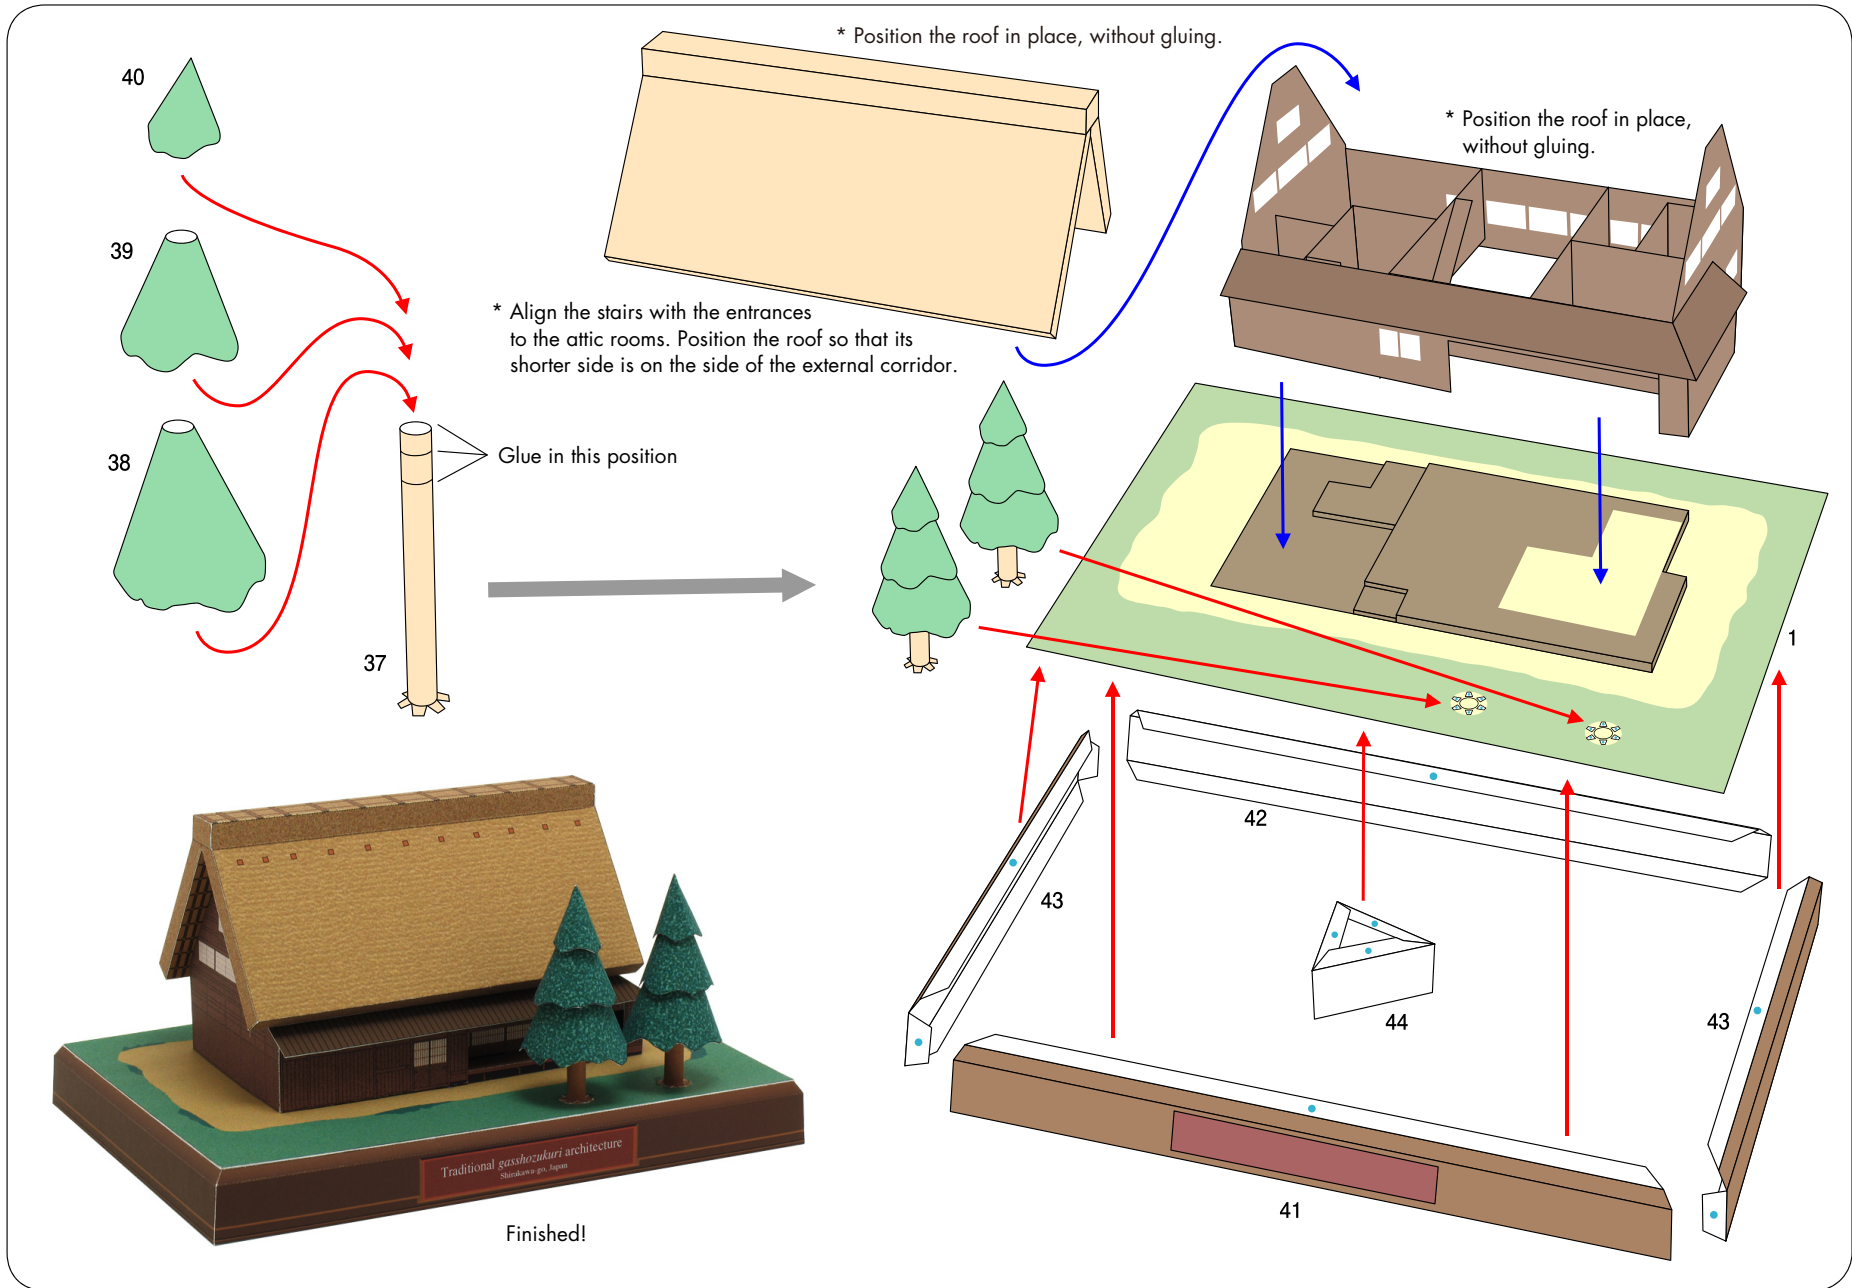 * Position the roof in place, without gluing.
40
* Position the roof in place,
without gluing.
39
* Align the stairs with the entrances
to the attic rooms. Position the roof so that its
shorter side is on the side of the external corridor.
38
Glue in this position
37
1
42
43
44
43
41
Traditional gasshozukuri architecture
Shirakawa-go, Japan
Finished!